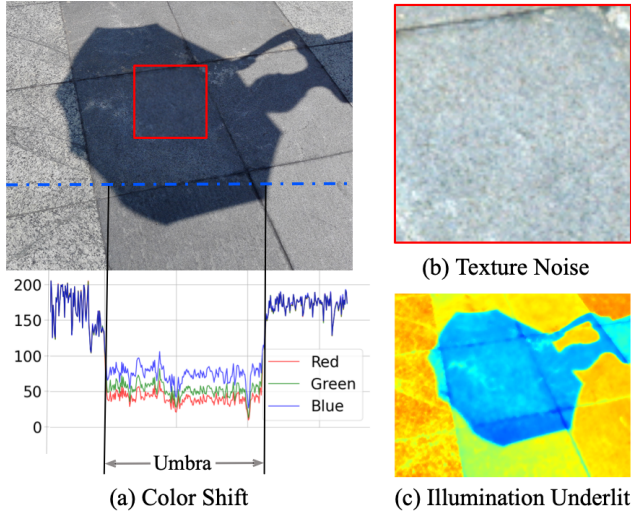 (b) Texture Noise
200
150
100
50
0
Red
Green
Blue
Umbra
(a) Color Shift
(c) Illumination Underlit